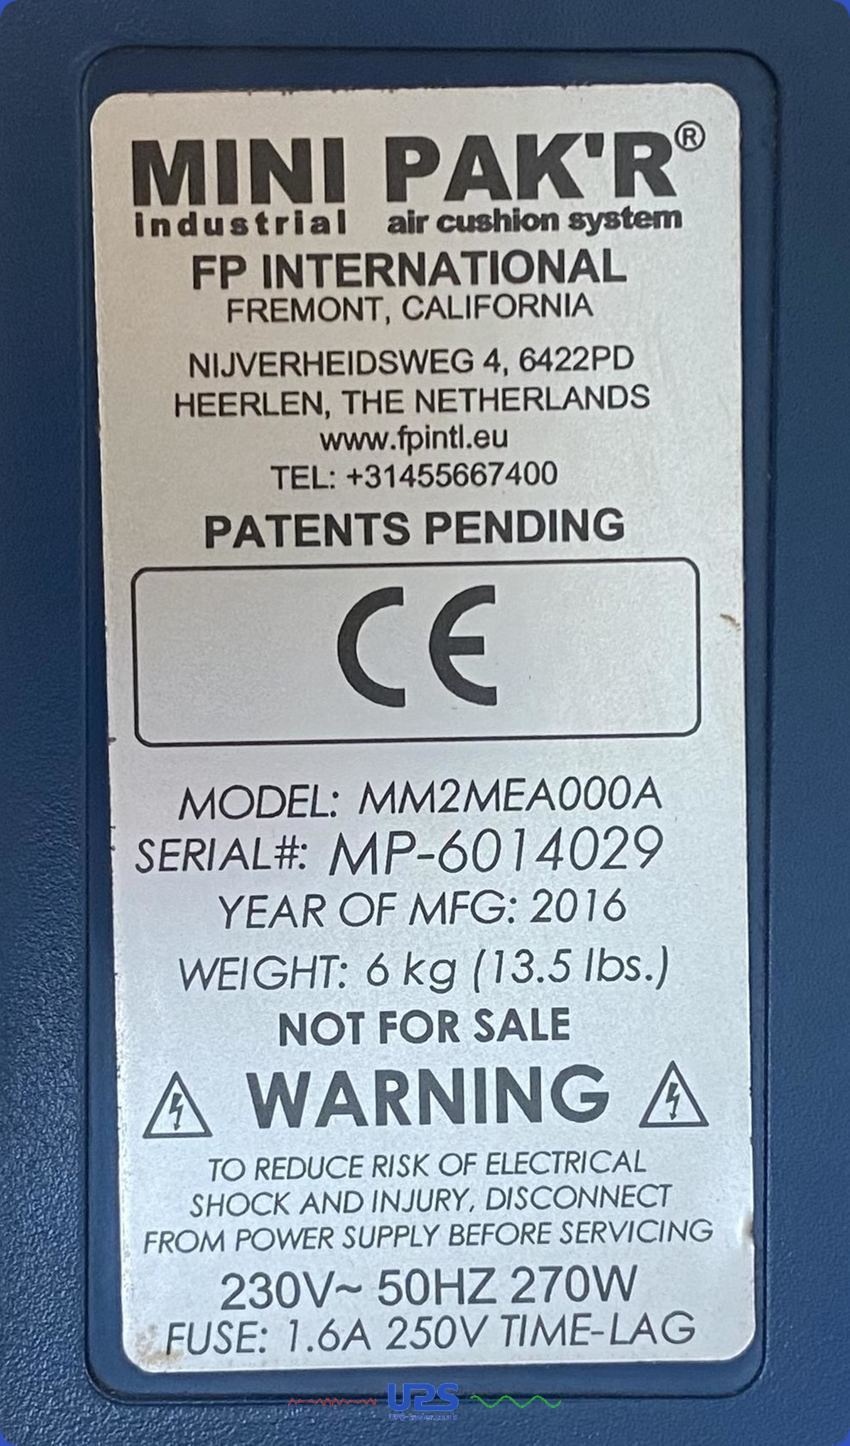 MINI PAK'R®
industrial air cushion system
FP INTERNATIONAL
FREMONT, CALIFORNIA
NIJVERHEIDSWEG 4, 6422PD
HEERLEN, THE NETHERLANDS
www.fpintl.eu
TEL: +31455667400
PATENTS PENDING
CE
MODEL: MM2MEA000A
SERIAL#: MP-6014029
YEAR OF MFG: 2016
WEIGHT: 6 kg (13.5 lbs.)
NOT FOR SALE
WARNING
TO REDUCE RISK OF ELECTRICAL
SHOCK AND INJURY, DISCONNECT
FROM POWER SUPPLY BEFORE SERVICING
230V~ 50HZ 270W
FUSE: 1.6A 250V TIME-LAG
UPS